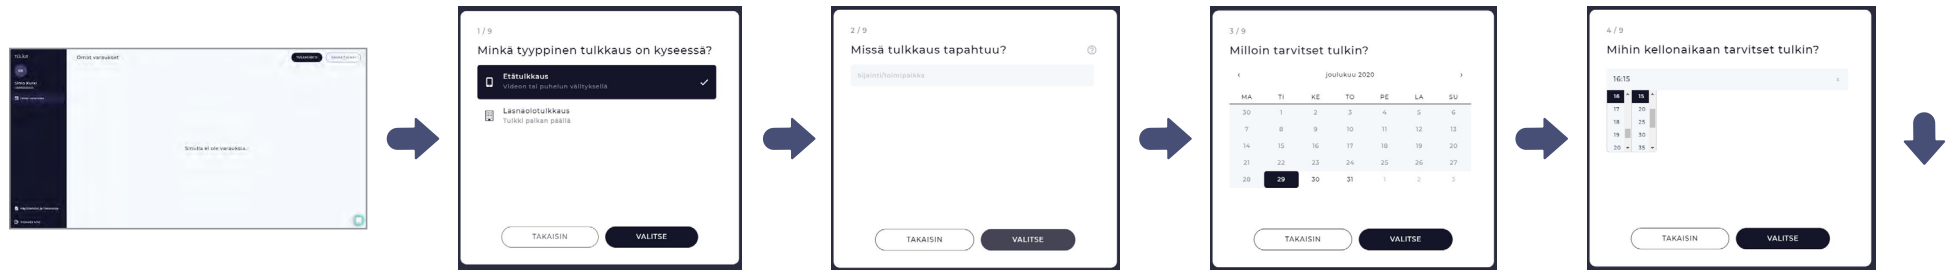 Omat varaukset
1 / 9
Minkä tyyppinen tulkkaus on kyseessä?
Etätulkkaus
Videon tai puhelun välityksellä
Läsnäolotulkkaus
Tulkki paikan päällä
TAKAISIN
VALITSE
2 / 9
Missä tulkkaus tapahtuu?
Sijainti/toimipaikka
TAKAISIN
VALITSE
3 / 9
Milloin tarvitset tulkin?
‹ joulukuu 2020 ›
MA TI KE TO PE LA SU
30 1 2 3 4 5 6
7 8 9 10 11 12 13
14 15 16 17 18 19 20
21 22 23 24 25 26 27
28 29 30 31 1 2 3
TAKAISIN
VALITSE
4 / 9
Mihin kellonaikaan tarvitset tulkin?
16:15 x
16 15
17 20
18 25
19 30
20 35
TAKAISIN
VALITSE